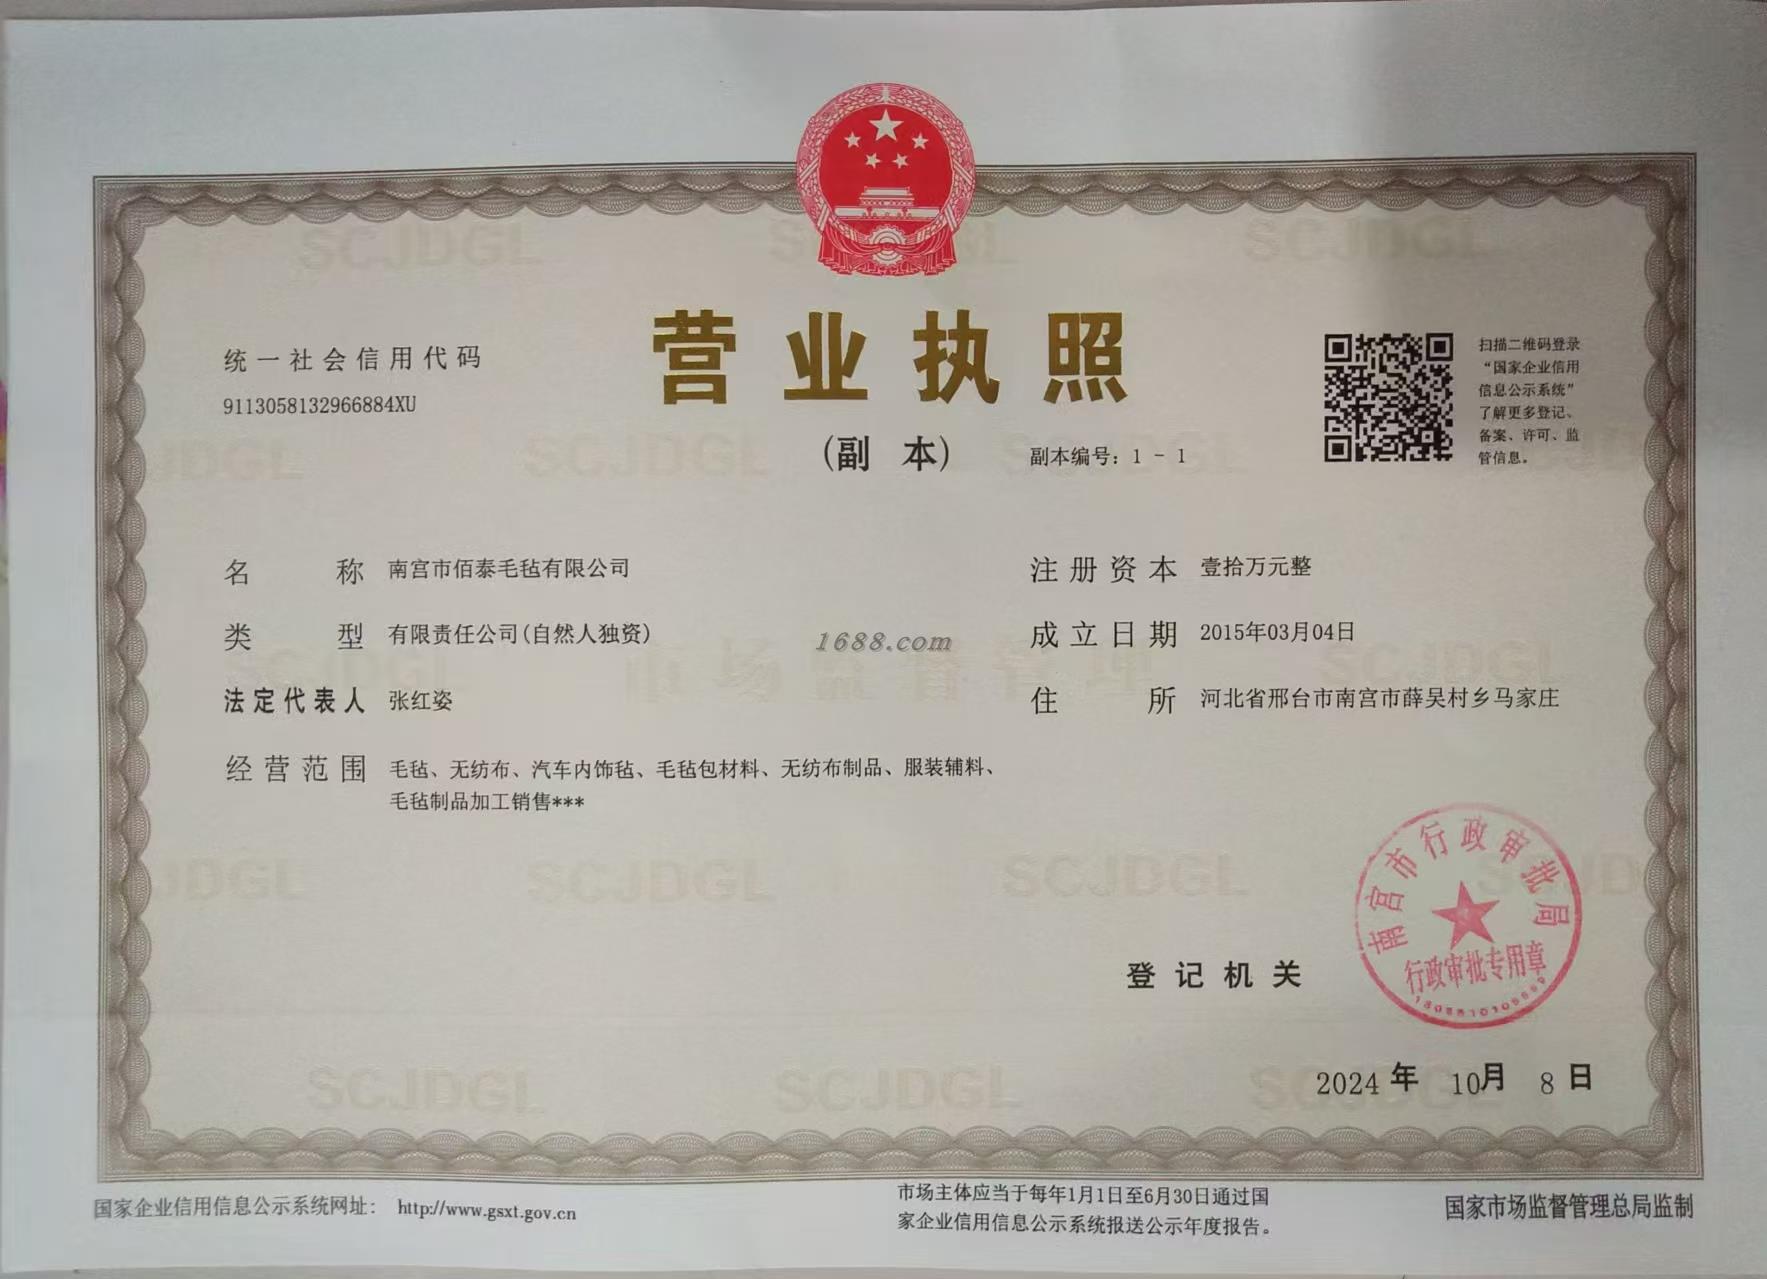 营业执照
(副 本)
副本编号：1 - 1
统一社会信用代码
9113058132966884XU
扫描二维码登录
“国家企业信用
信息公示系统”
了解更多登记、
备案、许可、监
管信息。
名 称 南宫市佰泰毛毡有限公司
类 型 有限责任公司(自然人独资)
法定代表人 张红姿
经营范围 毛毡、无纺布、汽车内饰毡、毛毡包材料、无纺布制品、服装辅料、
毛毡制品加工销售***
注册资本 壹拾万元整
成立日期 2015年03月04日
住 所 河北省邢台市南宫市薛吴村乡马家庄
1688.com
市场监督管理
SCJDGL
登记机关
南宫市行政审批局
行政审批专用章
2024 年 10月 8 日
国家企业信用信息公示系统网址： http://www.gsxt.gov.cn
市场主体应当于每年1月1日至6月30日通过国
家企业信用信息公示系统报送公示年度报告。
国家市场监督管理总局监制